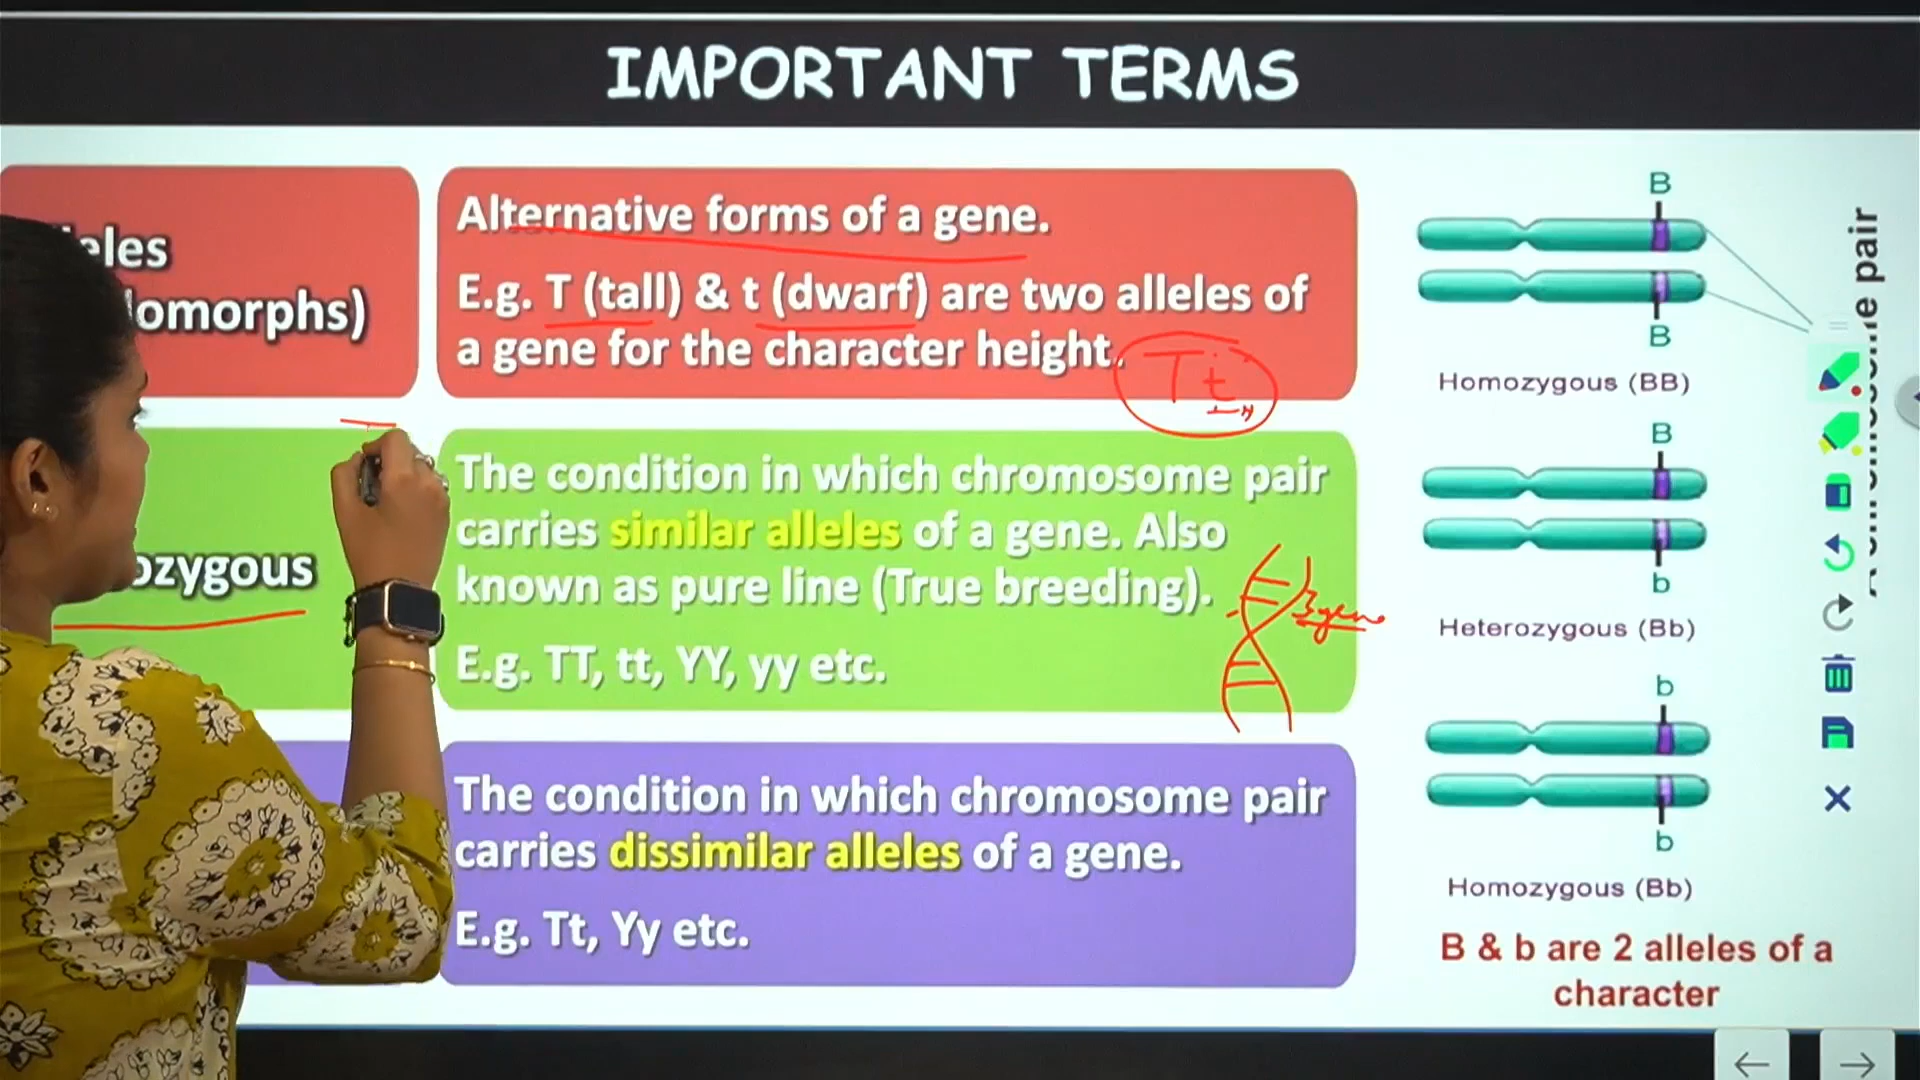 IMPORTANT TERMS
eles
lomorphs)
Alternative forms of a gene.
E.g. T (tall) & t (dwarf) are two alleles of
a gene for the character height.
Tt
T
ozygous
The condition in which chromosome pair
carries similar alleles of a gene. Also
known as pure line (True breeding).
E.g. TT, tt, YY, yy etc.
3 gene
The condition in which chromosome pair
carries dissimilar alleles of a gene.
E.g. Tt, Yy etc.
B
B
Homozygous (BB)
B
b
Heterozygous (Bb)
b
b
Homozygous (Bb)
B & b are 2 alleles of a
character
pair